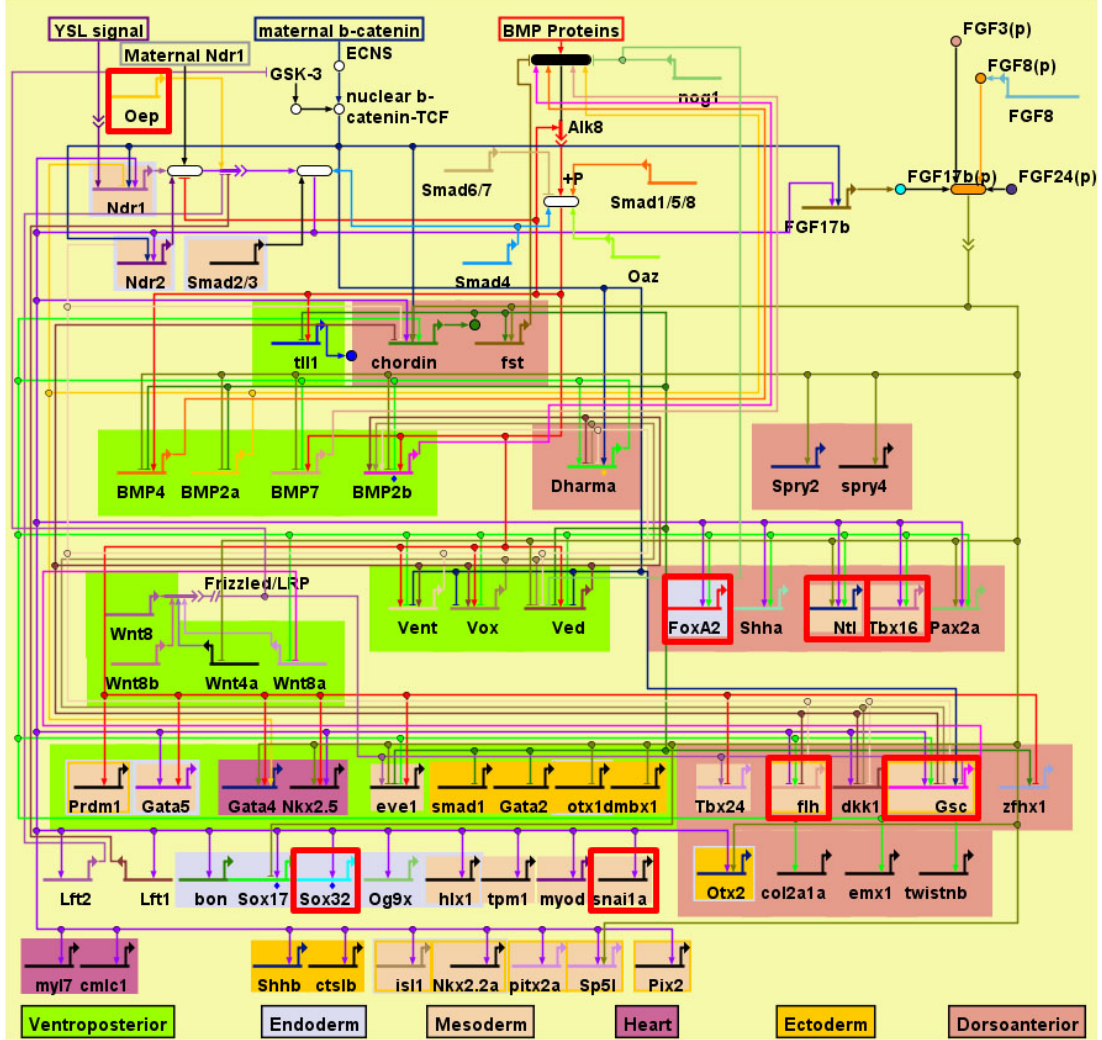 YSL signal
maternal b-catenin
BMP Proteins
FGF3(p)
Maternal Ndr1
ECNS
GSK-3
FGF8(p)
Oep
nuclear b-
catenin-TCF
nog1
FGF8
Alk8
Smad6/7
+P
Smad1/5/8
FGF17b(p)
FGF24(p)
Ndr1
FGF17b
Ndr2
Smad2/3
Smad4
Oaz
tll1
chordin
fst
BMP4
BMP2a
BMP7
BMP2b
Dharma
Spry2
spry4
Frizzled/LRP
Wnt8
Vent
Vox
Ved
FoxA2
Shha
Ntl
Tbx16
Pax2a
Wnt8b
Wnt4a
Wnt8a
Prdm1
Gata5
Gata4
Nkx2.5
eve1
smad1
Gata2
otx1
dmbx1
Tbx24
flh
dkk1
Gsc
zfhx1
Lft2
Lft1
bon
Sox17
Sox32
Og9x
hlx1
tpm1
myod
snai1a
Otx2
col2a1a
emx1
twistnb
myl7
cmlc1
Shhb
ctslb
isl1
Nkx2.2a
pitx2a
Sp5l
Pix2
Ventroposterior
Endoderm
Mesoderm
Heart
Ectoderm
Dorsoanterior